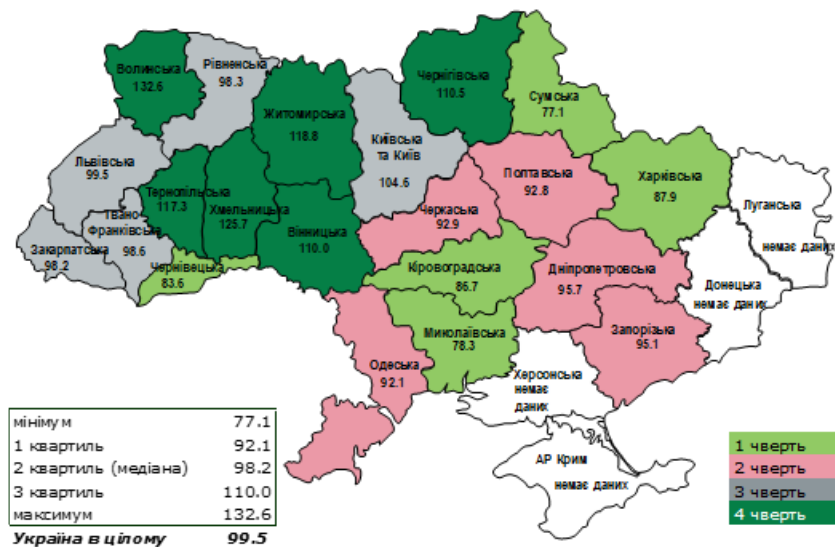 Волинська
132.6
Рівненська
98.3
Житомирська
118.8
Київська
та Київ
104.6
Чернігівська
110.5
Сумська
77.1
Львівська
99.5
Тернопільська
117.3
Хмельницька
125.7
Вінницька
110.0
Івано-
Франківська
98.6
Закарпатська
98.2
Чернівецька
83.6
Черкаська
92.9
Полтавська
92.8
Харківська
87.9
Луганська
немає даних
Кіровоградська
86.7
Дніпропетровська
95.7
Донецька
немає даних
Миколаївська
78.3
Запорізька
95.1
Одеська
92.1
Херсонська
немає
даних
АР Крим
немає даних
мінімум 77.1
1 квартиль 92.1
2 квартиль (медіана) 98.2
3 квартиль 110.0
максимум 132.6
Україна в цілому 99.5
1 чверть
2 чверть
3 чверть
4 чверть